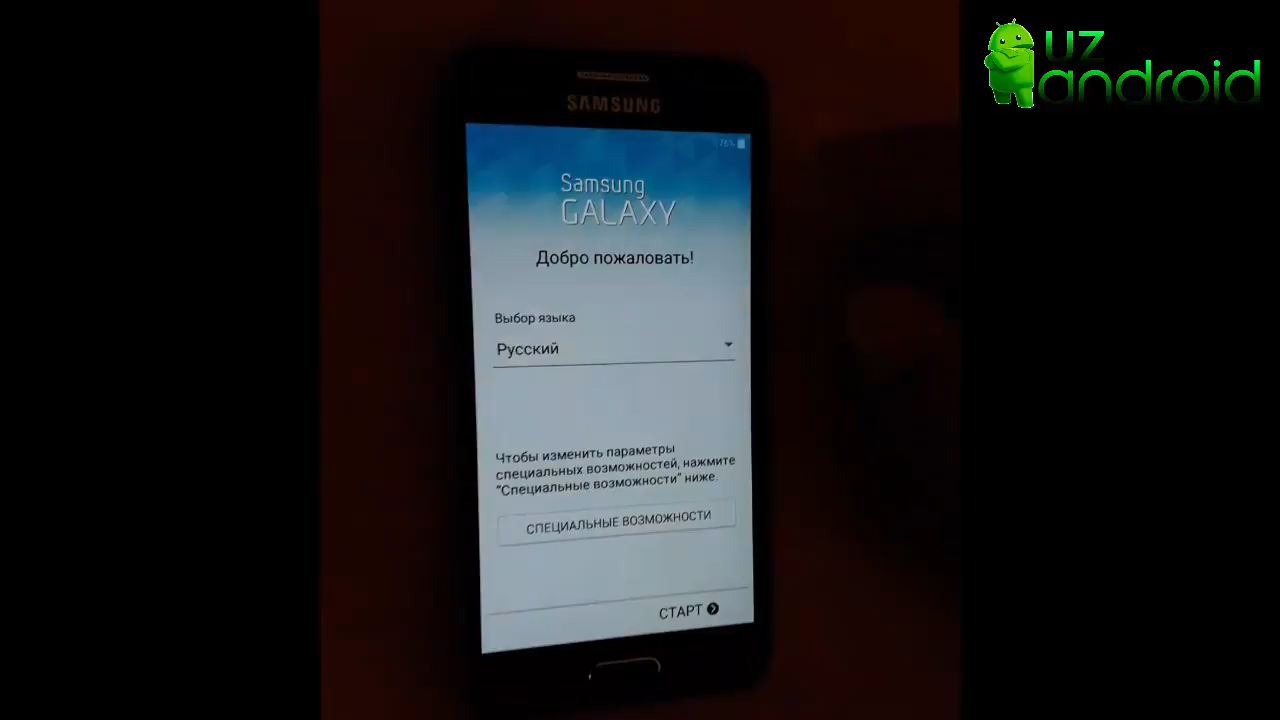 uz
android
SAMSUNG
76%
Samsung
GALAXY
Добро пожаловать!
Выбор языка
Русский
Чтобы изменить параметры
специальных возможностей, нажмите
"Специальные возможности" ниже.
СПЕЦИАЛЬНЫЕ ВОЗМОЖНОСТИ
СТАРТ